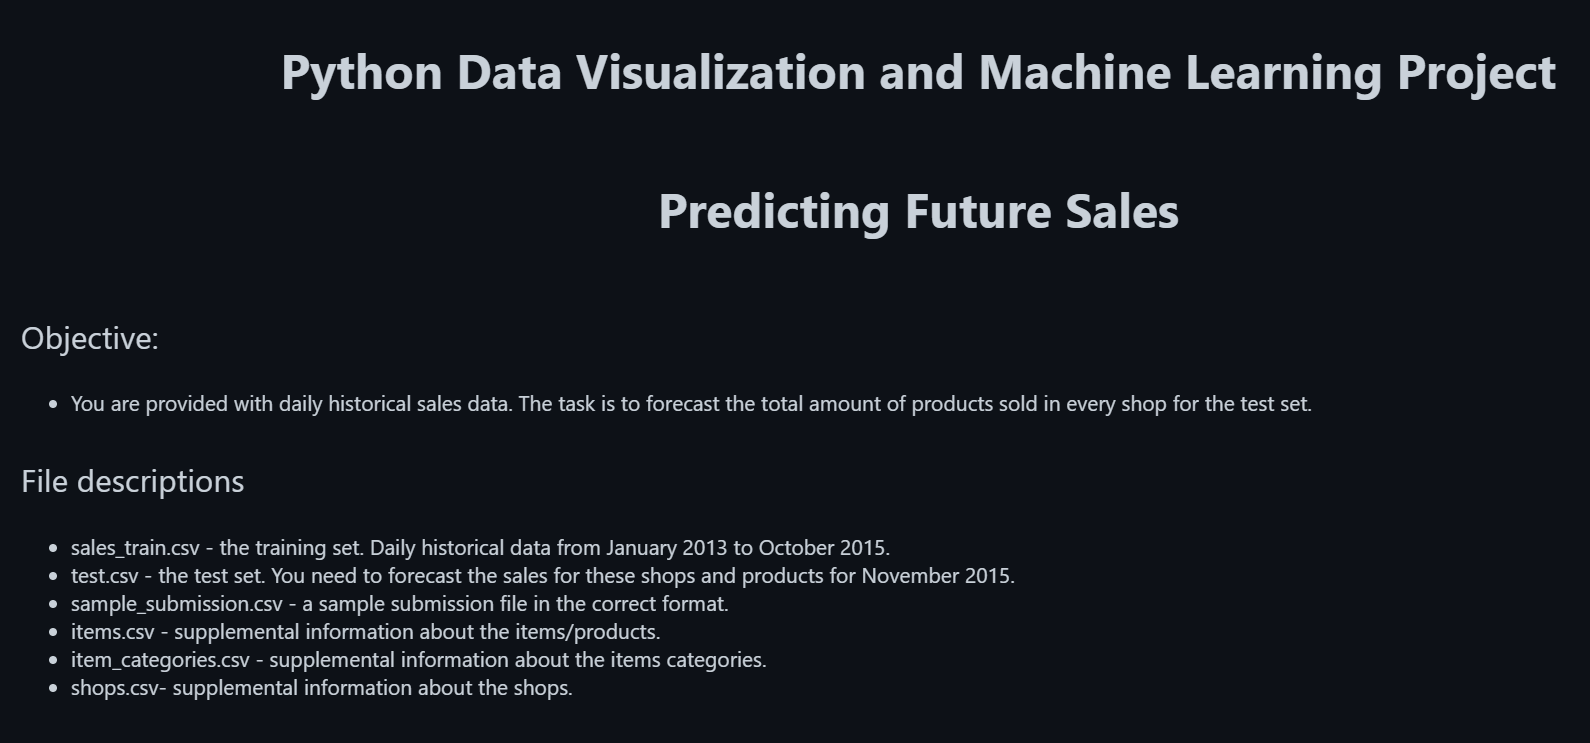 Python Data Visualization and Machine Learning Project
Predicting Future Sales
Objective:
• You are provided with daily historical sales data. The task is to forecast the total amount of products sold in every shop for the test set.
File descriptions
• sales_train.csv - the training set. Daily historical data from January 2013 to October 2015.
• test.csv - the test set. You need to forecast the sales for these shops and products for November 2015.
• sample_submission.csv - a sample submission file in the correct format.
• items.csv - supplemental information about the items/products.
• item_categories.csv - supplemental information about the items categories.
• shops.csv- supplemental information about the shops.